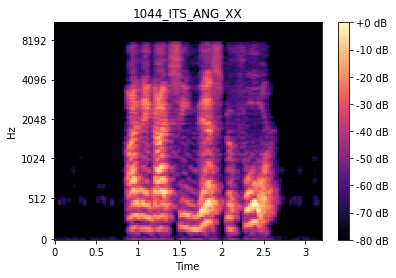 1044_ITS_ANG_XX
+0 dB
8192
-10 dB
4096
-20 dB
-30 dB
2048
Hz
-40 dB
1024
-50 dB
-60 dB
512
-70 dB
0
-80 dB
0 0.5 1 1.5 2 2.5 3
Time